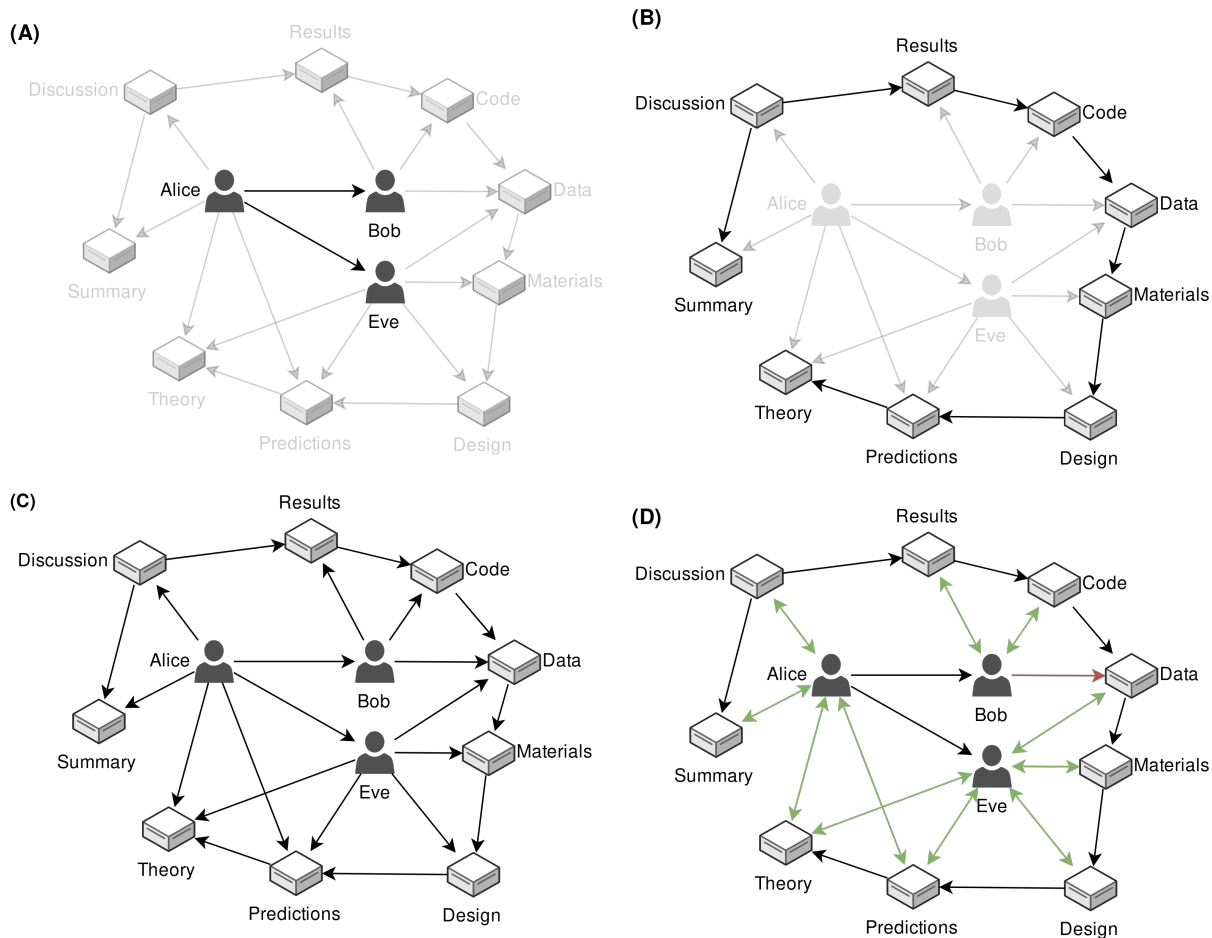 (A)
Results
Discussion
Code
Alice
Data
Bob
Summary
Materials
Eve
Theory
Predictions
Design
(B)
Results
Discussion
Code
Alice
Data
Bob
Materials
Summary
Eve
Theory
Predictions
Design
(C)
Results
Discussion
Code
Alice
Data
Bob
Materials
Summary
Eve
Theory
Predictions
Design
(D)
Results
Discussion
Code
Alice
Data
Bob
Materials
Summary
Eve
Theory
Predictions
Design